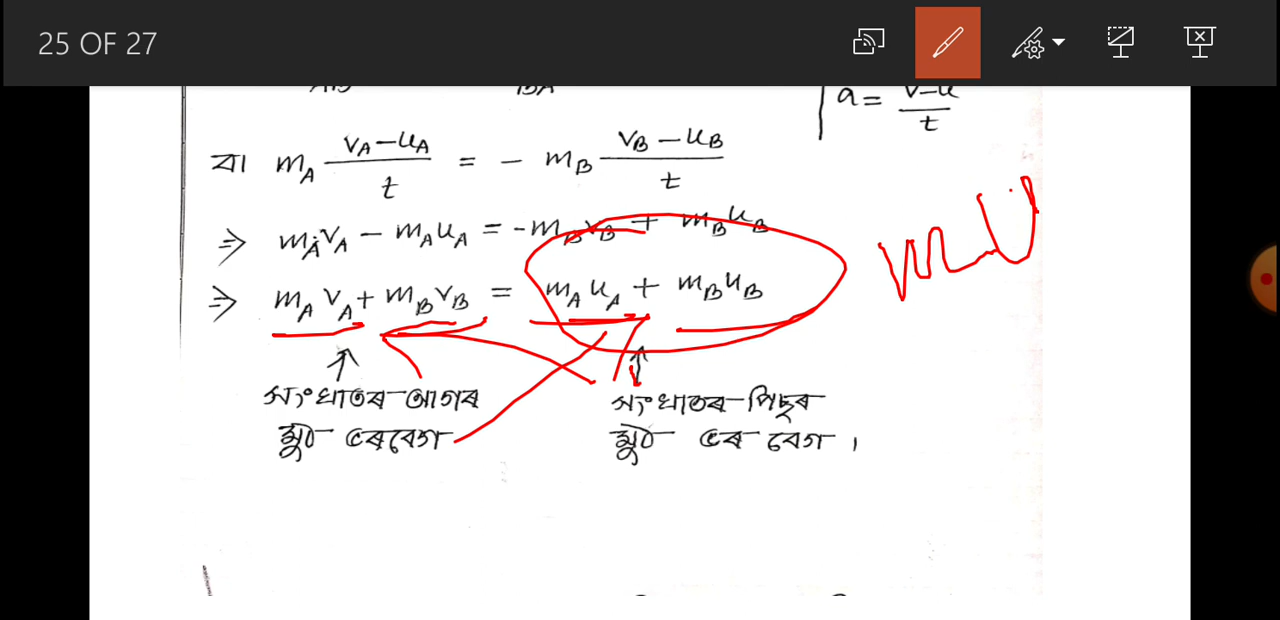 25 OF 27
a = v-u/t
বা m_A (v_A - u_A)/t = - m_B (v_B - u_B)/t
⇒ m_A v_A - m_A u_A = -m_B v_B + m_B u_B
⇒ m_A v_A + m_B v_B = m_A u_A + m_B u_B
mu
↑ ↑
সংঘাতৰ আগৰ সংঘাতৰ পিছৰ
মুঠ ভৰবেগ মুঠ ভৰ বেগ ।